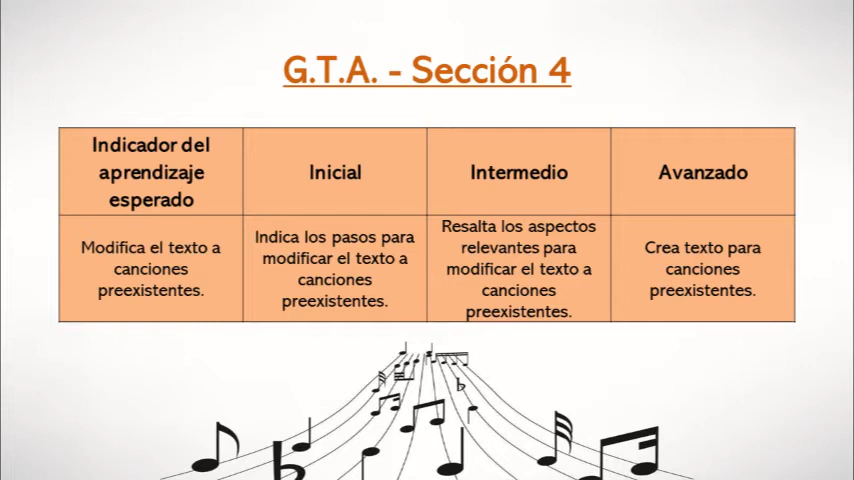 G.T.A. - Sección 4
Indicador del
aprendizaje
esperado
Inicial
Intermedio
Avanzado
Modifica el texto a
canciones
preexistentes.
Indica los pasos para
modificar el texto a
canciones
preexistentes.
Resalta los aspectos
relevantes para
modificar el texto a
canciones
preexistentes.
Crea texto para
canciones
preexistentes.